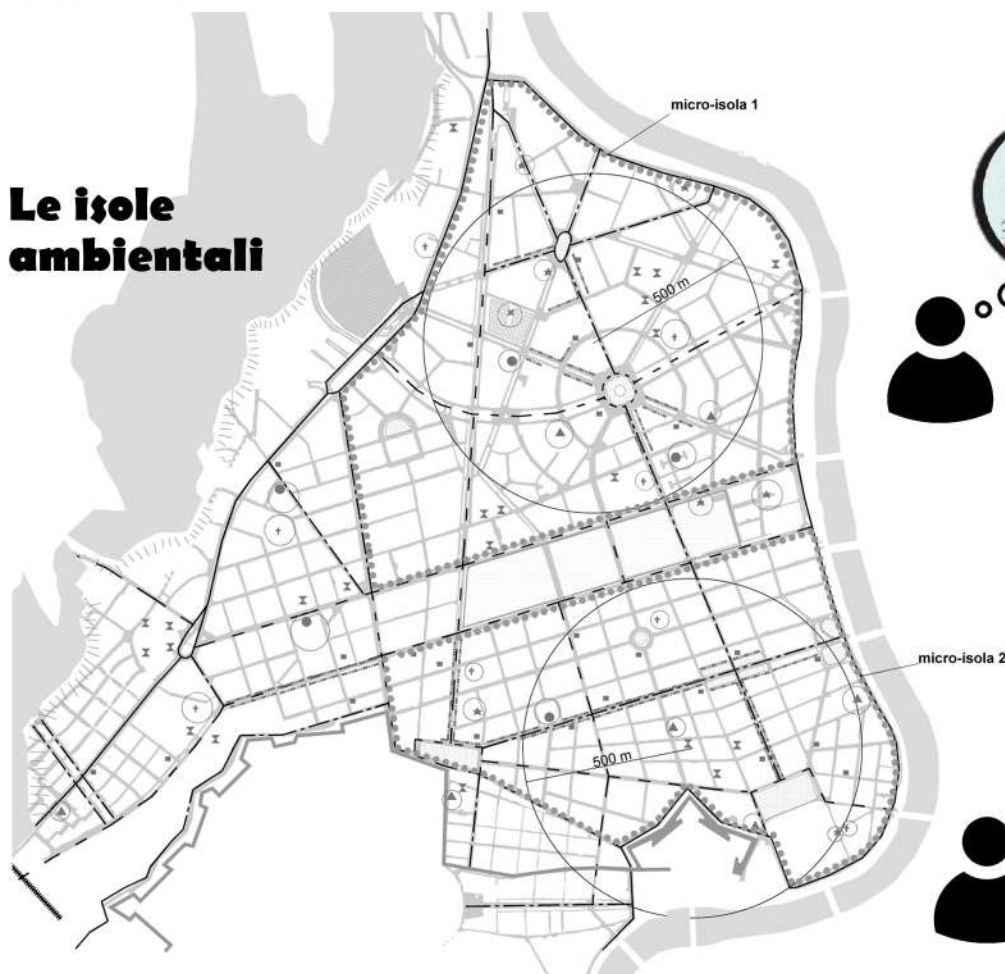 micro-isola 1
Le isole
ambientali
500 m
micro-isola 2
500 m